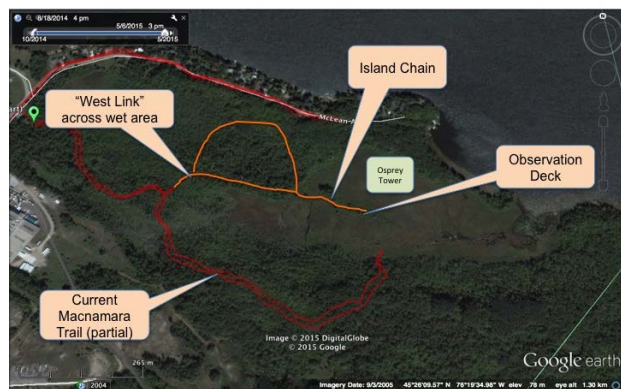 8/18/2014 4 pm
5/6/2015 3 pm
10/2014
5/2015
N
Island Chain
"West Link"
across wet area
McLean-A
Osprey
Tower
Observation
Deck
Current
Macnamara
Trail (partial)
Image © 2015 DigitalGlobe
© 2015 Google
265 m
Google earth
2004
Imagery Date: 9/3/2005 45°26'09.57" N 76°19'34.98" W elev 78 m eye alt 1.30 km